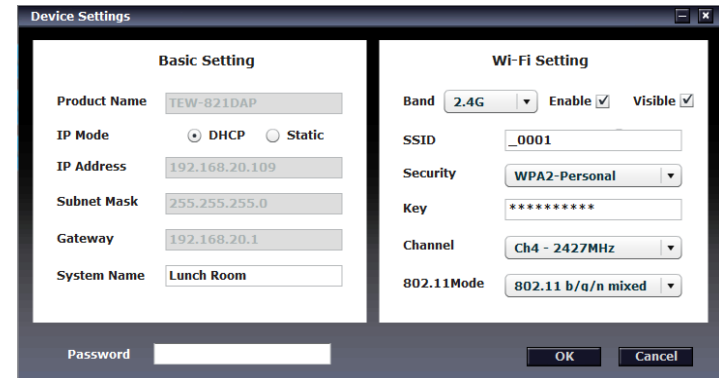 Device Settings
Basic Setting
Product Name TEW-821DAP
IP Mode DHCP Static
IP Address 192.168.20.109
Subnet Mask 255.255.255.0
Gateway 192.168.20.1
System Name Lunch Room
Wi-Fi Setting
Band 2.4G Enable Visible
SSID _0001
Security WPA2-Personal
Key **********
Channel Ch4 - 2427MHz
802.11Mode 802.11 b/g/n mixed
Password
OK Cancel